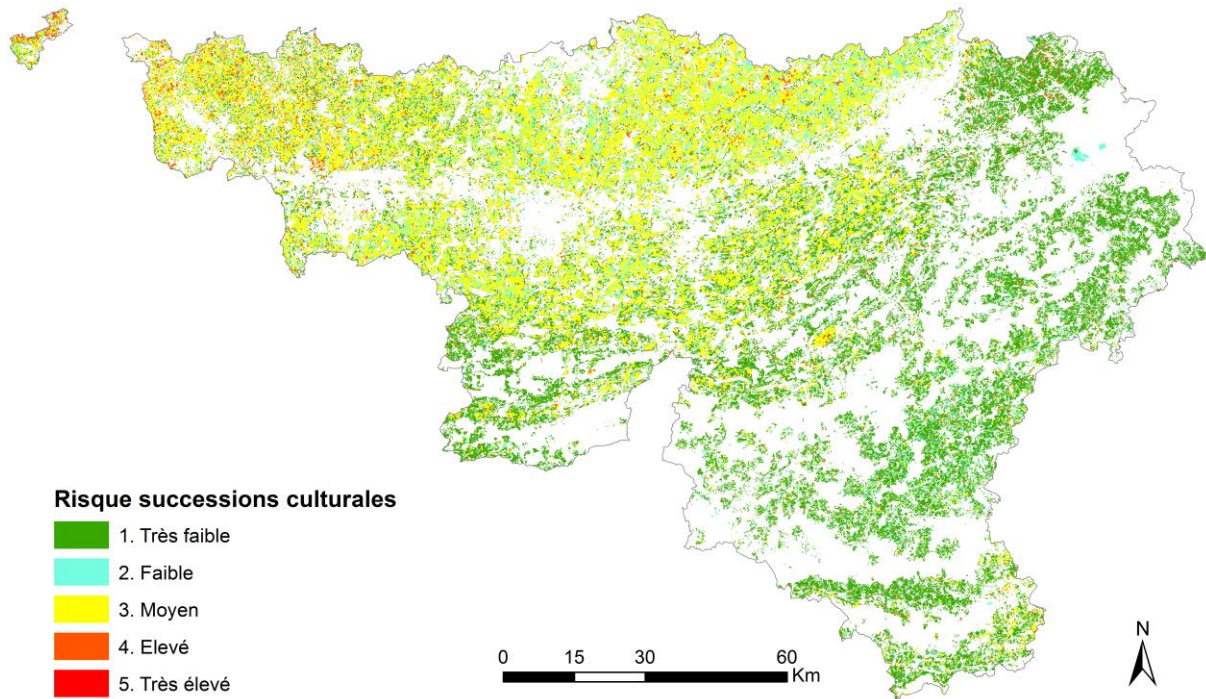 Risque successions culturales
1. Très faible
2. Faible
3. Moyen
4. Elevé
5. Très élevé
0 15 30 60
Km
N